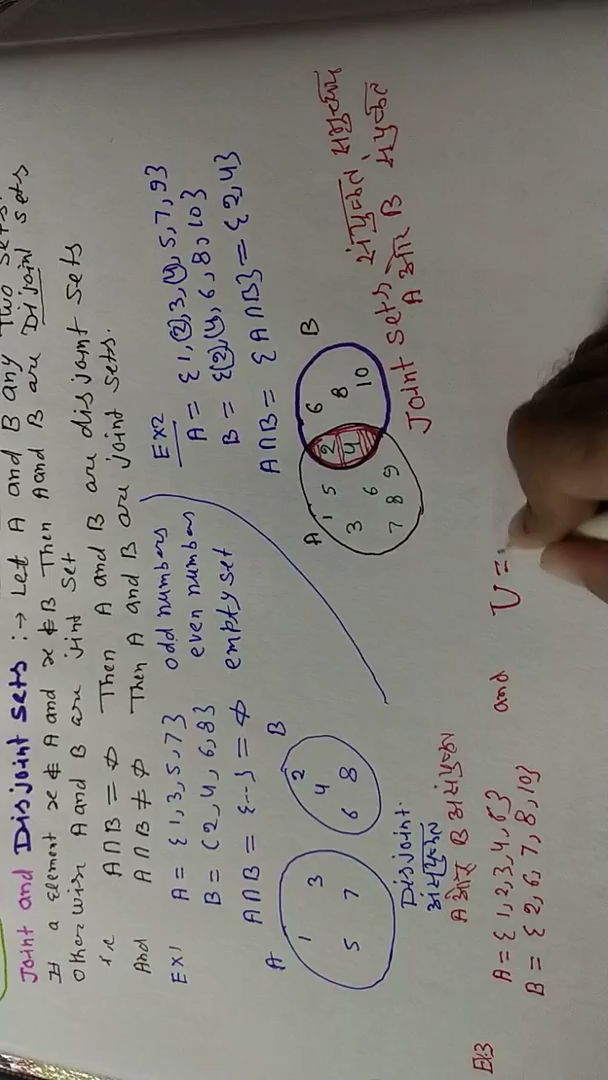 Joint and Disjoint sets :→ Let A and B any Two sets.
If a Element x ∉ A and x ∉ B Then A and B are Disjoint sets
otherwise A and B are jint set
ie A∩B = ϕ Then A and B are disjoint sets
And A∩B ≠ ϕ Then A and B are joint sets.
EX1 A = {1,3,5,7} odd numbers
B = {2,4,6,8} even numbers
A∩B = {--} = ϕ empty set
A B
1 3 5 7
2 4 6 8
Disjoint.
असंयुक्त
A और B असंयुक्त
EX2
A = {1,2,3,4,5,7,9}
B = {2,4,6,8,10}
A∩B = {A∩B} = {2,4}
A B
1 5 3 6 7 8 9
2 4
6 8 10
Joint sets संयुक्त समुच्चय
A और B संयुक्त
E3 A = {1,2,3,4,6} and U =
B = {2,6,7,8,10}